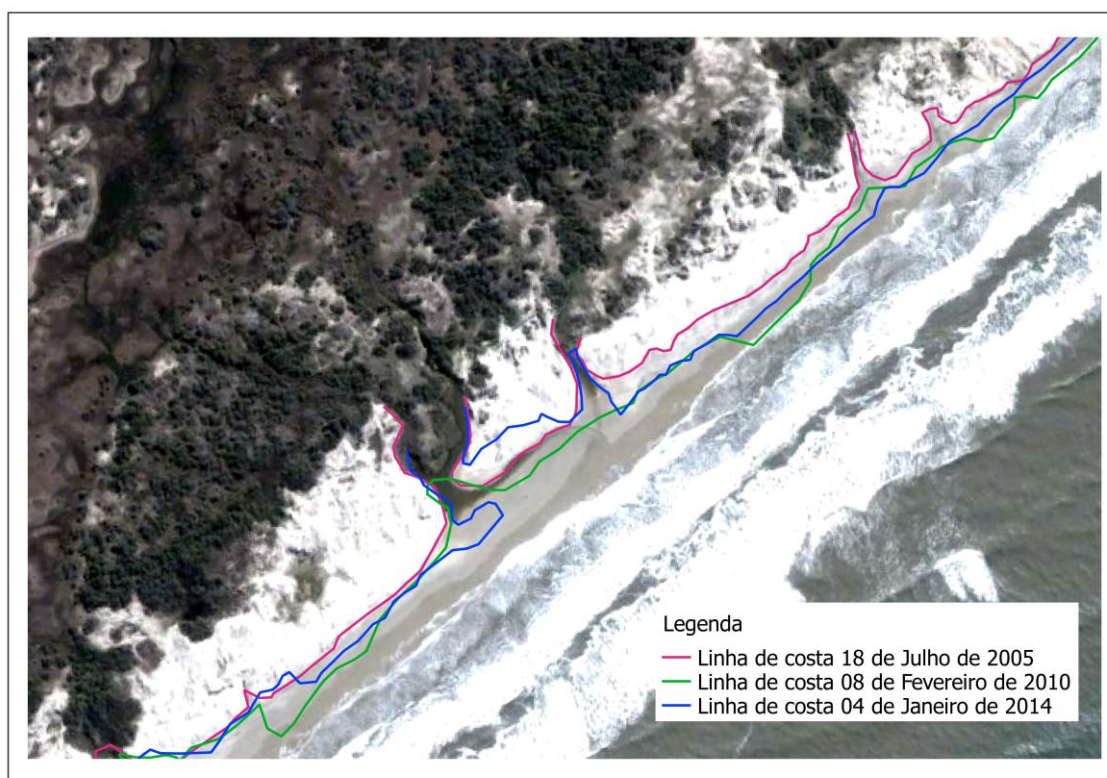 Legenda
Linha de costa 18 de Julho de 2005
Linha de costa 08 de Fevereiro de 2010
Linha de costa 04 de Janeiro de 2014